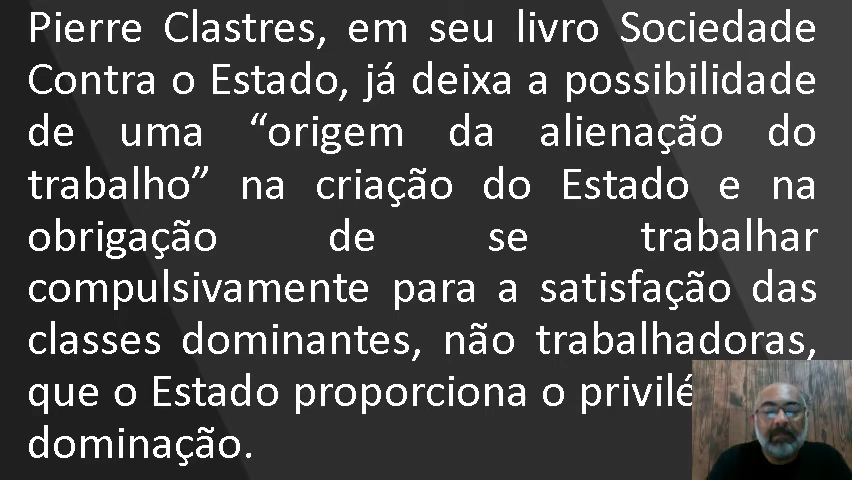 Pierre Clastres, em seu livro Sociedade
Contra o Estado, já deixa a possibilidade
de uma “origem da alienação do
trabalho” na criação do Estado e na
obrigação de se trabalhar
compulsivamente para a satisfação das
classes dominantes, não trabalhadoras,
que o Estado proporciona o
dominação.